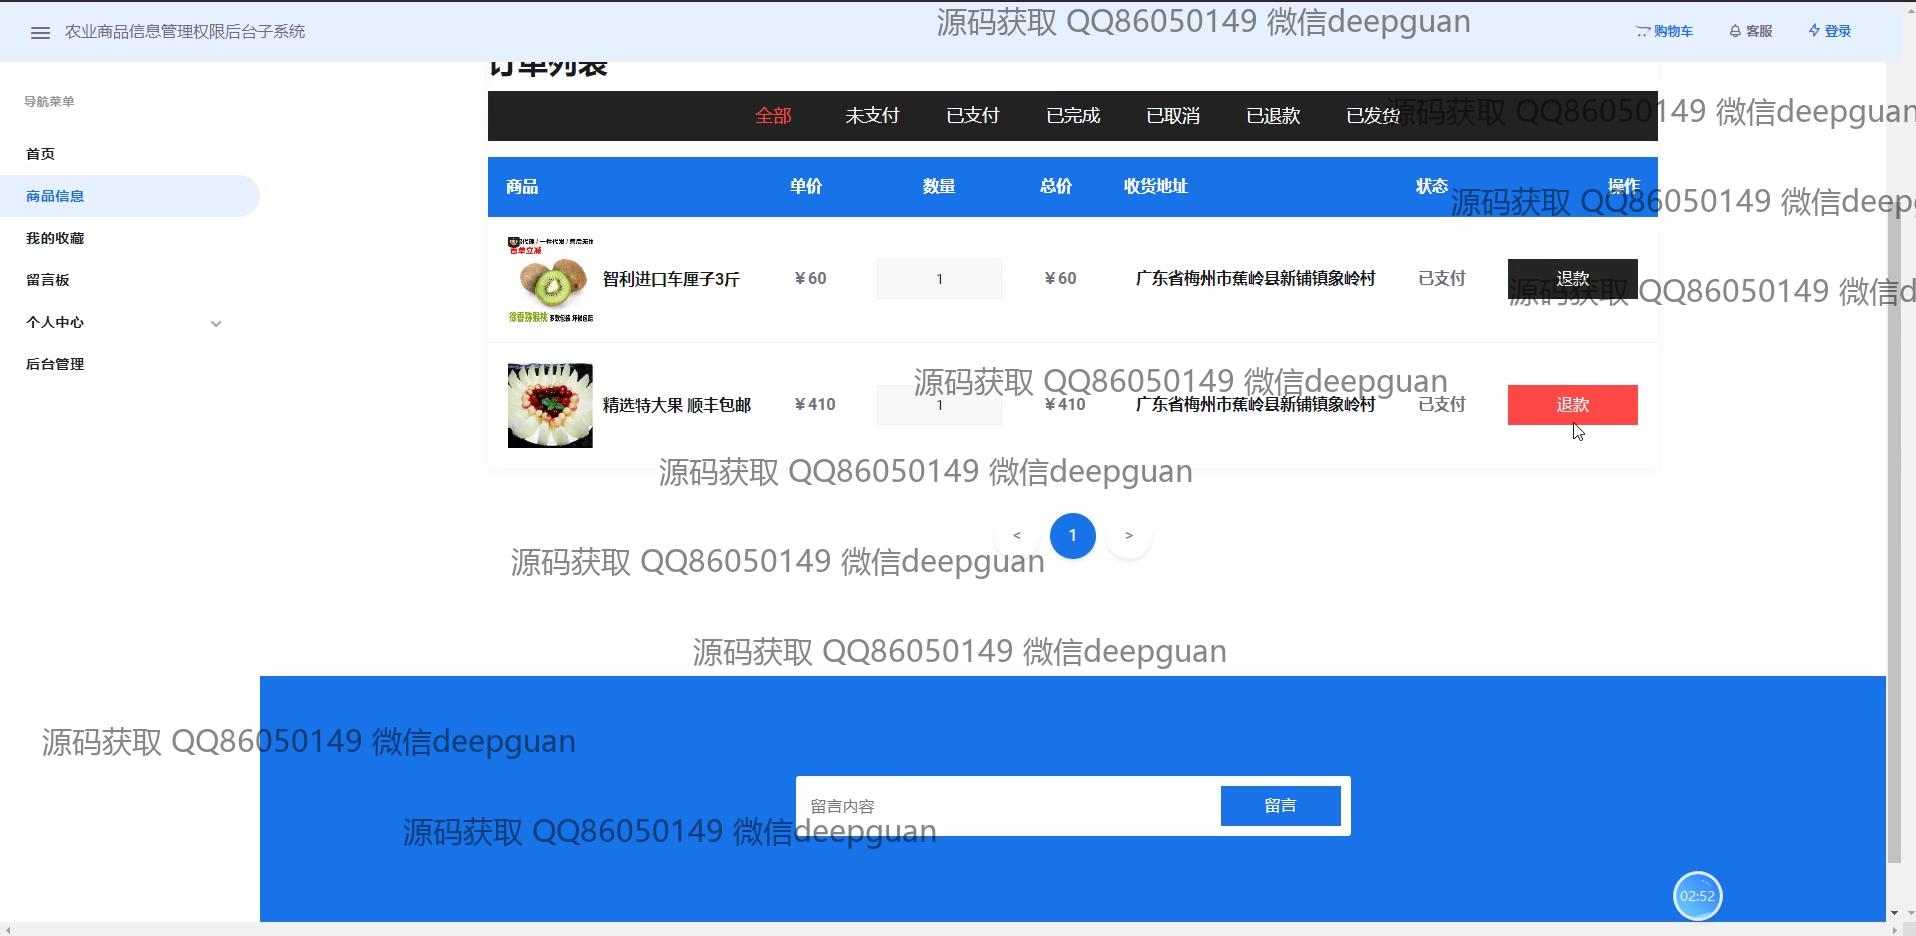 农业商品信息管理权限后台子系统
源码获取 QQ86050149 微信deepguan
购物车 客服 登录
导航菜单
首页
商品信息
我的收藏
留言板
个人中心
后台管理
订单列表
全部 未支付 已支付 已完成 已取消 已退款 已发货
源码获取 QQ86050149 微信deepguan
商品 单价 数量 总价 收货地址 状态 操作
源码获取 QQ86050149 微信deep
首单立减
徐香猕猴桃
智利进口车厘子3斤 ￥60 1 ￥60 广东省梅州市蕉岭县新铺镇象岭村 已支付 退款
源码获取 QQ86050149 微信d
源码获取 QQ86050149 微信deepguan
精选特大果 顺丰包邮 ￥410 1 ￥410 广东省梅州市蕉岭县新铺镇象岭村 已支付 退款
源码获取 QQ86050149 微信deepguan
< 1 >
源码获取 QQ86050149 微信deepguan
源码获取 QQ86050149 微信deepguan
源码获取 QQ86050149 微信deepguan
留言内容 留言
源码获取 QQ86050149 微信deepguan
02:52